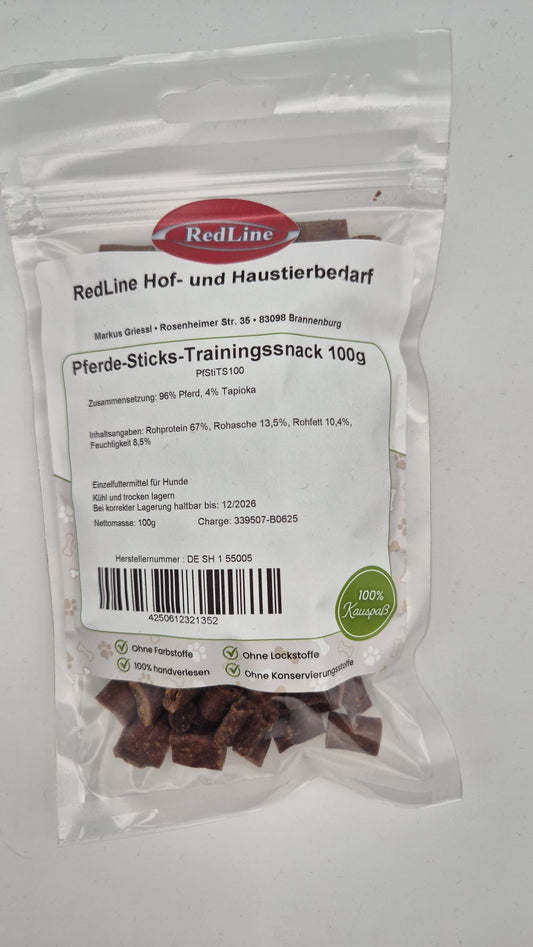 RedLine
RedLine Hof- und Haustierbedarf
Markus Griessl • Rosenheimer Str. 35 • 83098 Brannenburg
Pferde-Sticks-Trainingssnack 100g
PfStiTS100
Zusammensetzung: 96% Pferd, 4% Tapioka
Inhaltsangaben: Rohprotein 67%, Rohasche 13,5%, Rohfett 10,4%,
Feuchtigkeit 8,5%
Einzelfuttermittel für Hunde
Kühl und trocken lagern
Bei korrekter Lagerung haltbar bis: 12/2026
Nettomasse: 100g Charge: 339507-B0625
Herstellernummer : DE SH 1 55005
4250612321352
100%
Kauspaß
Ohne Farbstoffe
Ohne Lockstoffe
100% handverlesen
Ohne Konservierungsstoffe